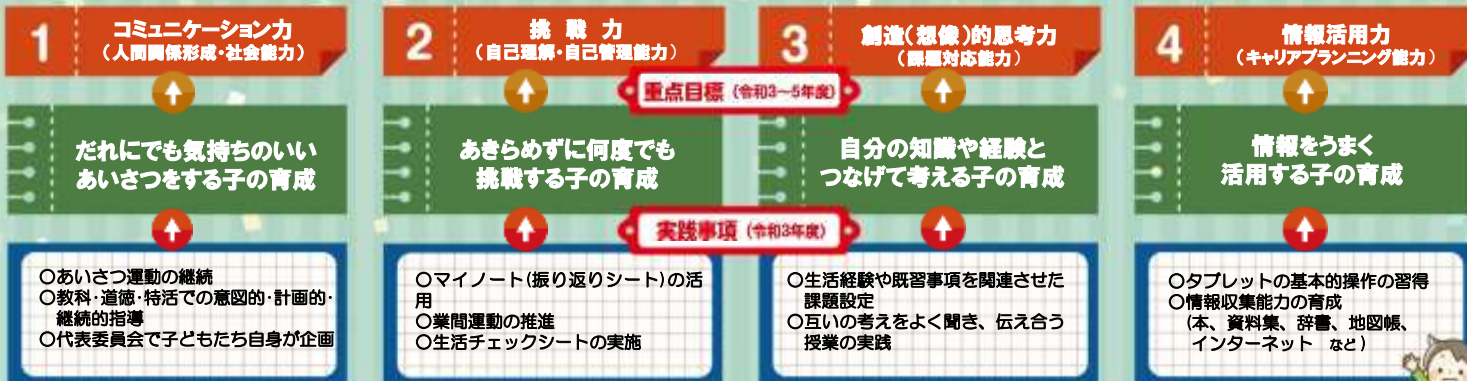 1
コミュニケーション力
(人間関係形成・社会能力)
2
挑戦力
(自己理解・自己管理能力)
3
創造(想像)的思考力
(課題対応能力)
4
情報活用力
(キャリアプランニング能力)
重点目標 (令和3~5年度)
だれにでも気持ちのいい
あいさつをする子の育成
あきらめずに何度でも
挑戦する子の育成
自分の知識や経験と
つなげて考える子の育成
情報をうまく
活用する子の育成
実践事項 (令和3年度)
○あいさつ運動の継続
○教科・道徳・特活での意図的・計画的・
継続的指導
○代表委員会で子どもたち自身が企画
○マイノート(振り返りシート)の活
用
○業間運動の推進
○生活チェックシートの実施
○生活経験や既習事項を関連させた
課題設定
○互いの考えをよく聞き、伝え合う
授業の実践
○タブレットの基本的操作の習得
○情報収集能力の育成
(本、資料集、辞書、地図帳、
インターネット など)